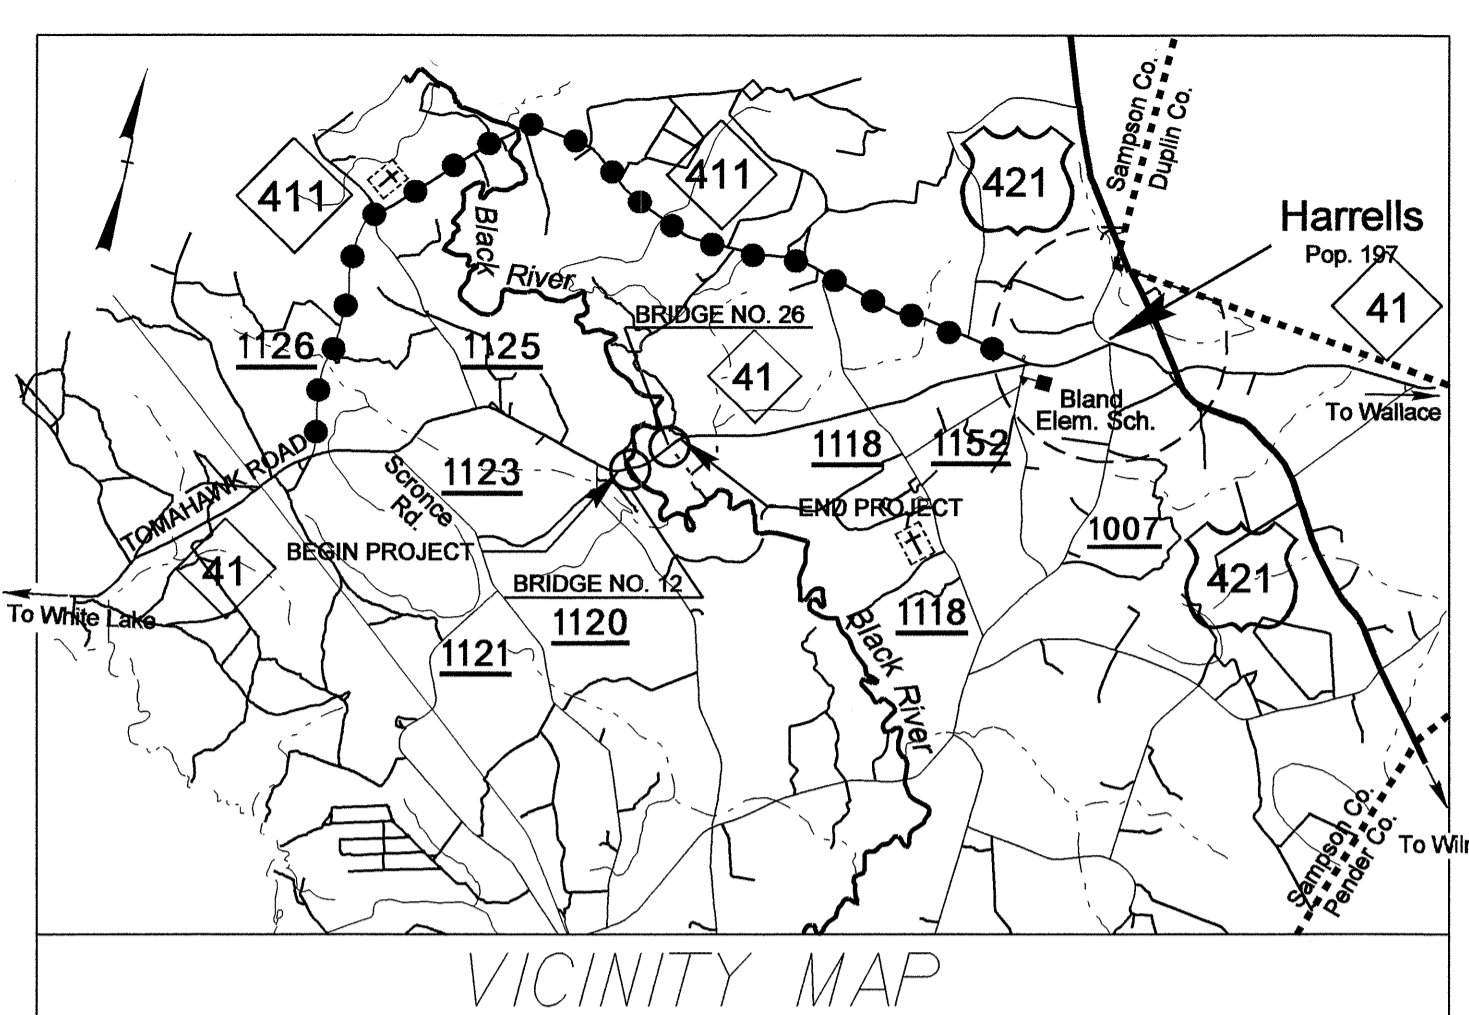 Sampson Co.
Duplin Co.
411
411
421
Harrells
Pop. 197
Black
River
41
BRIDGE NO. 26
1126
1125
41
Bland
Elem. Sch.
To Wallace
TOMAHAWK ROAD
Scronce
Rd.
1123
1118
1152
END PROJECT
1007
BEGIN PROJECT
41
421
BRIDGE NO. 12
To White Lake
1120
1118
1121
Black River
Sampson Co.
Pender Co.
To Wilm
VICINITY MAP